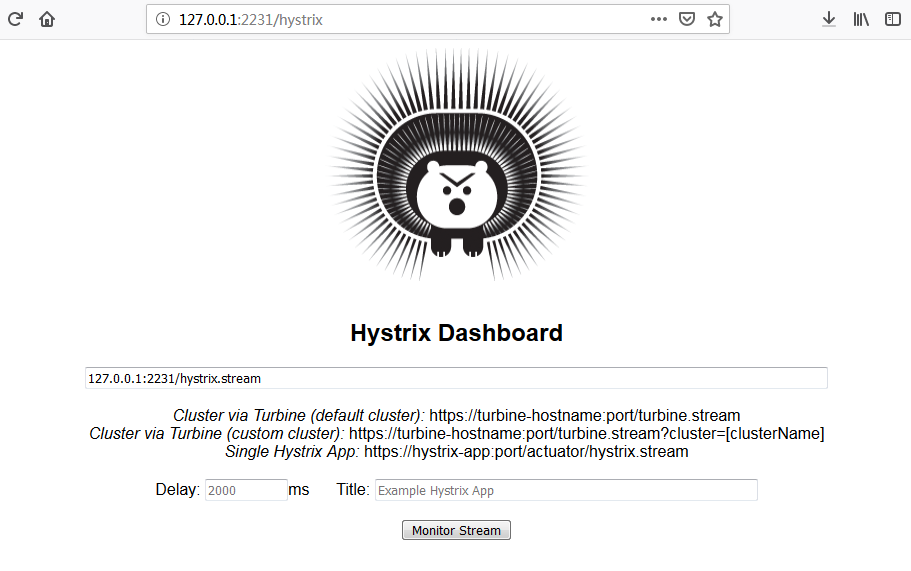 127.0.0.1:2231/hystrix
Hystrix Dashboard
127.0.0.1:2231/hystrix.stream
Cluster via Turbine (default cluster): https://turbine-hostname:port/turbine.stream
Cluster via Turbine (custom cluster): https://turbine-hostname:port/turbine.stream?cluster=[clusterName]
Single Hystrix App: https://hystrix-app:port/actuator/hystrix.stream
Delay: 2000 ms Title: Example Hystrix App
Monitor Stream